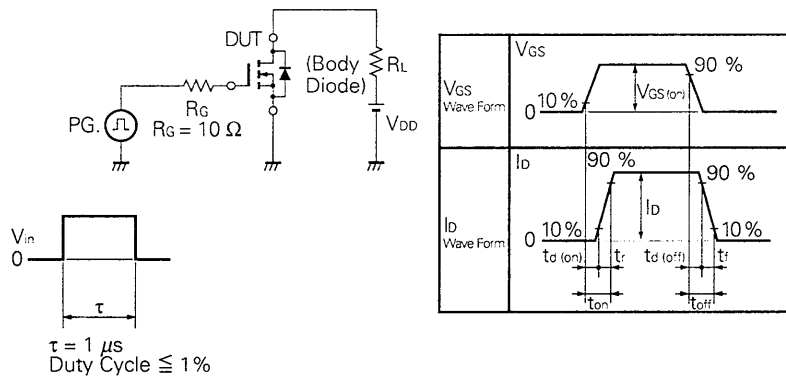 DUT
(Body
Diode)
RL
RG
RG = 10 Ω
PG.
VDD
Vin
0
τ
τ = 1 μs
Duty Cycle ≦ 1%
VGS
Wave Form
VGS
90 %
10 %
VGS (on)
0
ID
Wave Form
ID
90 %
90 %
ID
10 %
10 %
0
td (on)
tr
td (off)
tf
ton
toff